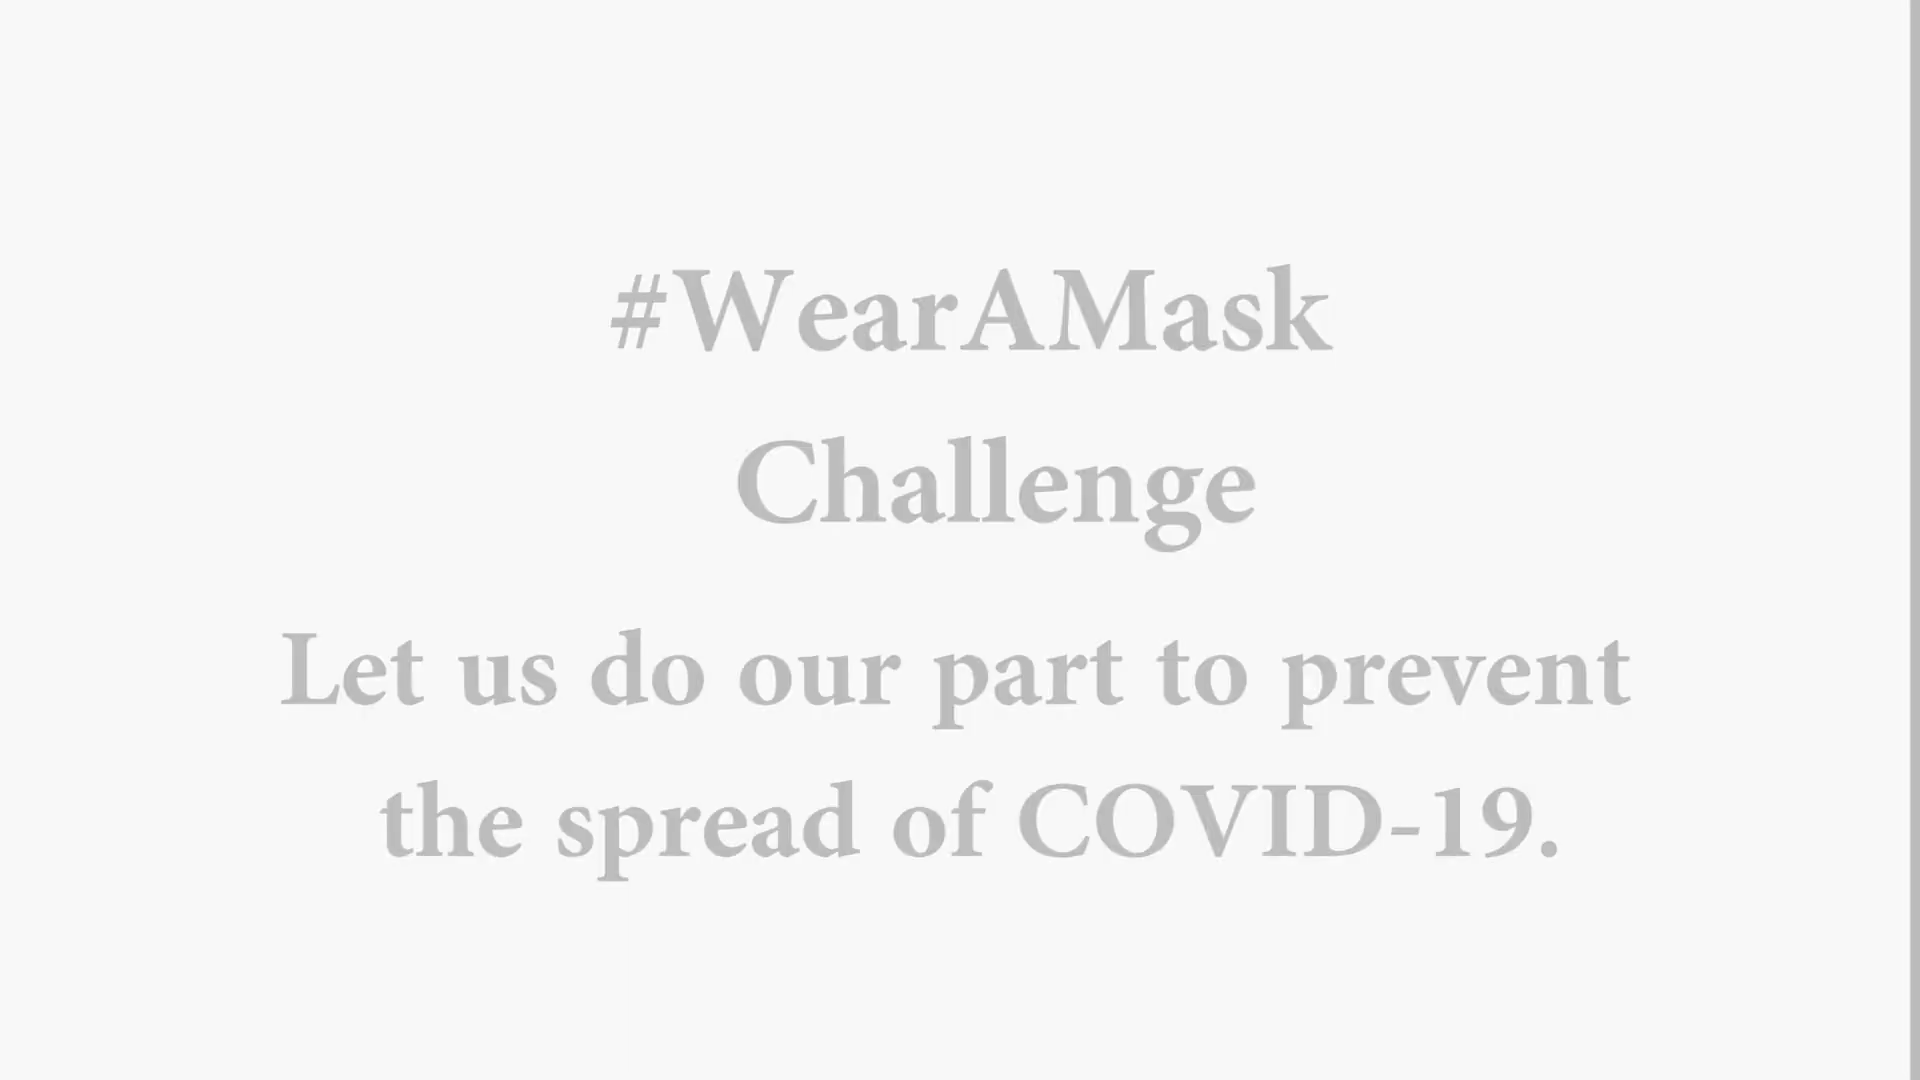 #WearAMask
Challenge
Let us do our part to prevent
the spread of COVID-19.